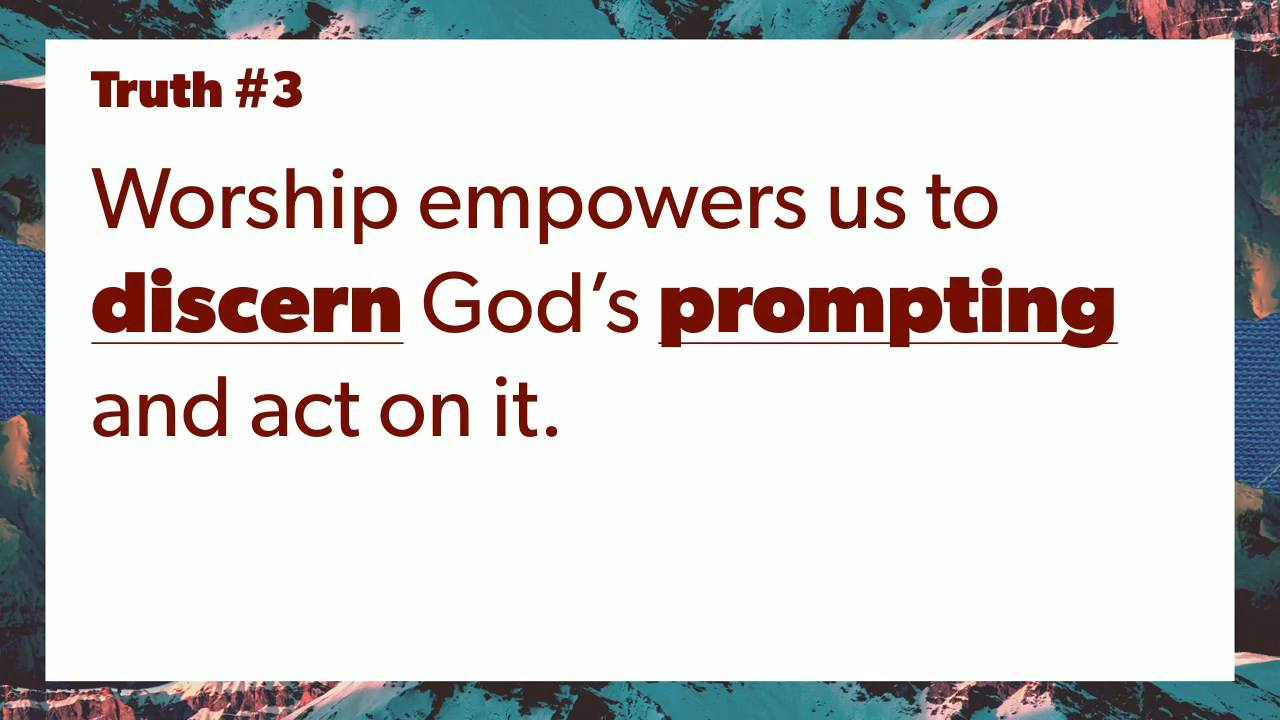 Truth #3
Worship empowers us to
discern God’s prompting
and act on it.